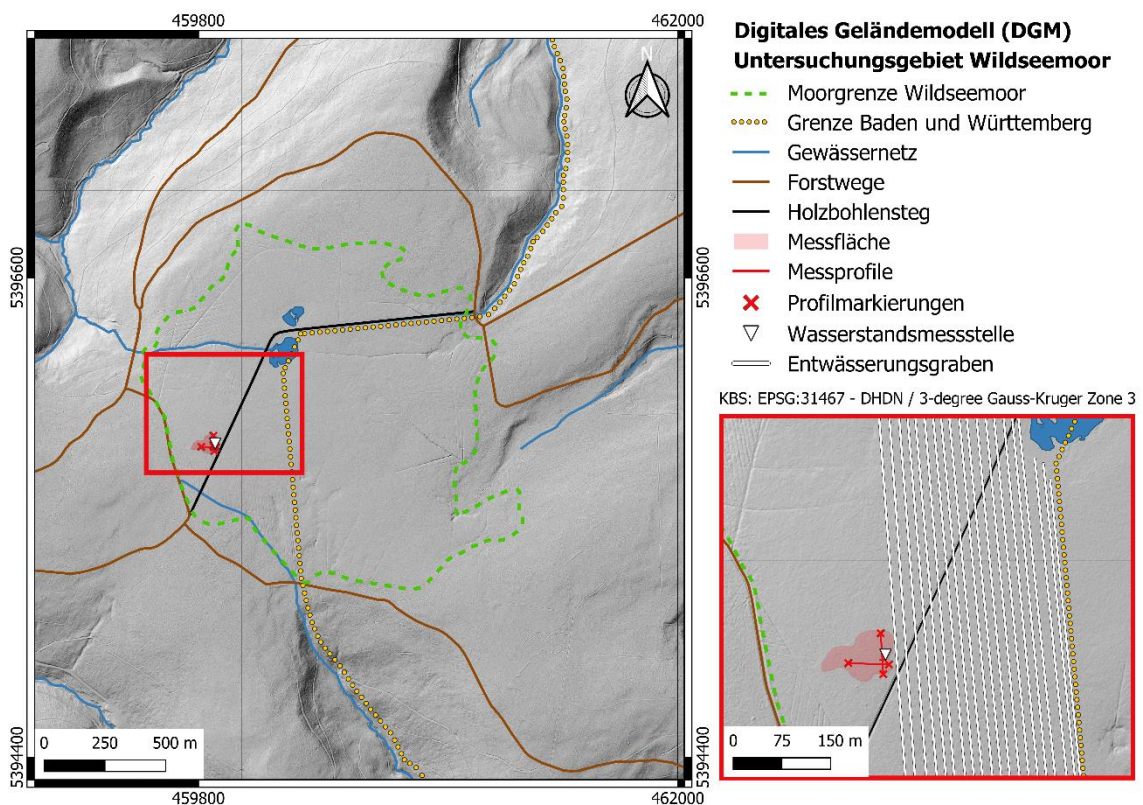 459800
462000
N
5396600
5394400
0 250 500 m
Digitales Geländemodell (DGM)
Untersuchungsgebiet Wildseemoor
Moorgrenze Wildseemoor
Grenze Baden und Württemberg
Gewässernetz
Forstwege
Holzbohlensteg
Messfläche
Messprofile
Profilmarkierungen
Wasserstandsmessstelle
Entwässerungsgraben
KBS: EPSG:31467 - DHDN / 3-degree Gauss-Kruger Zone 3
0 75 150 m
459800
462000
5396600
5394400